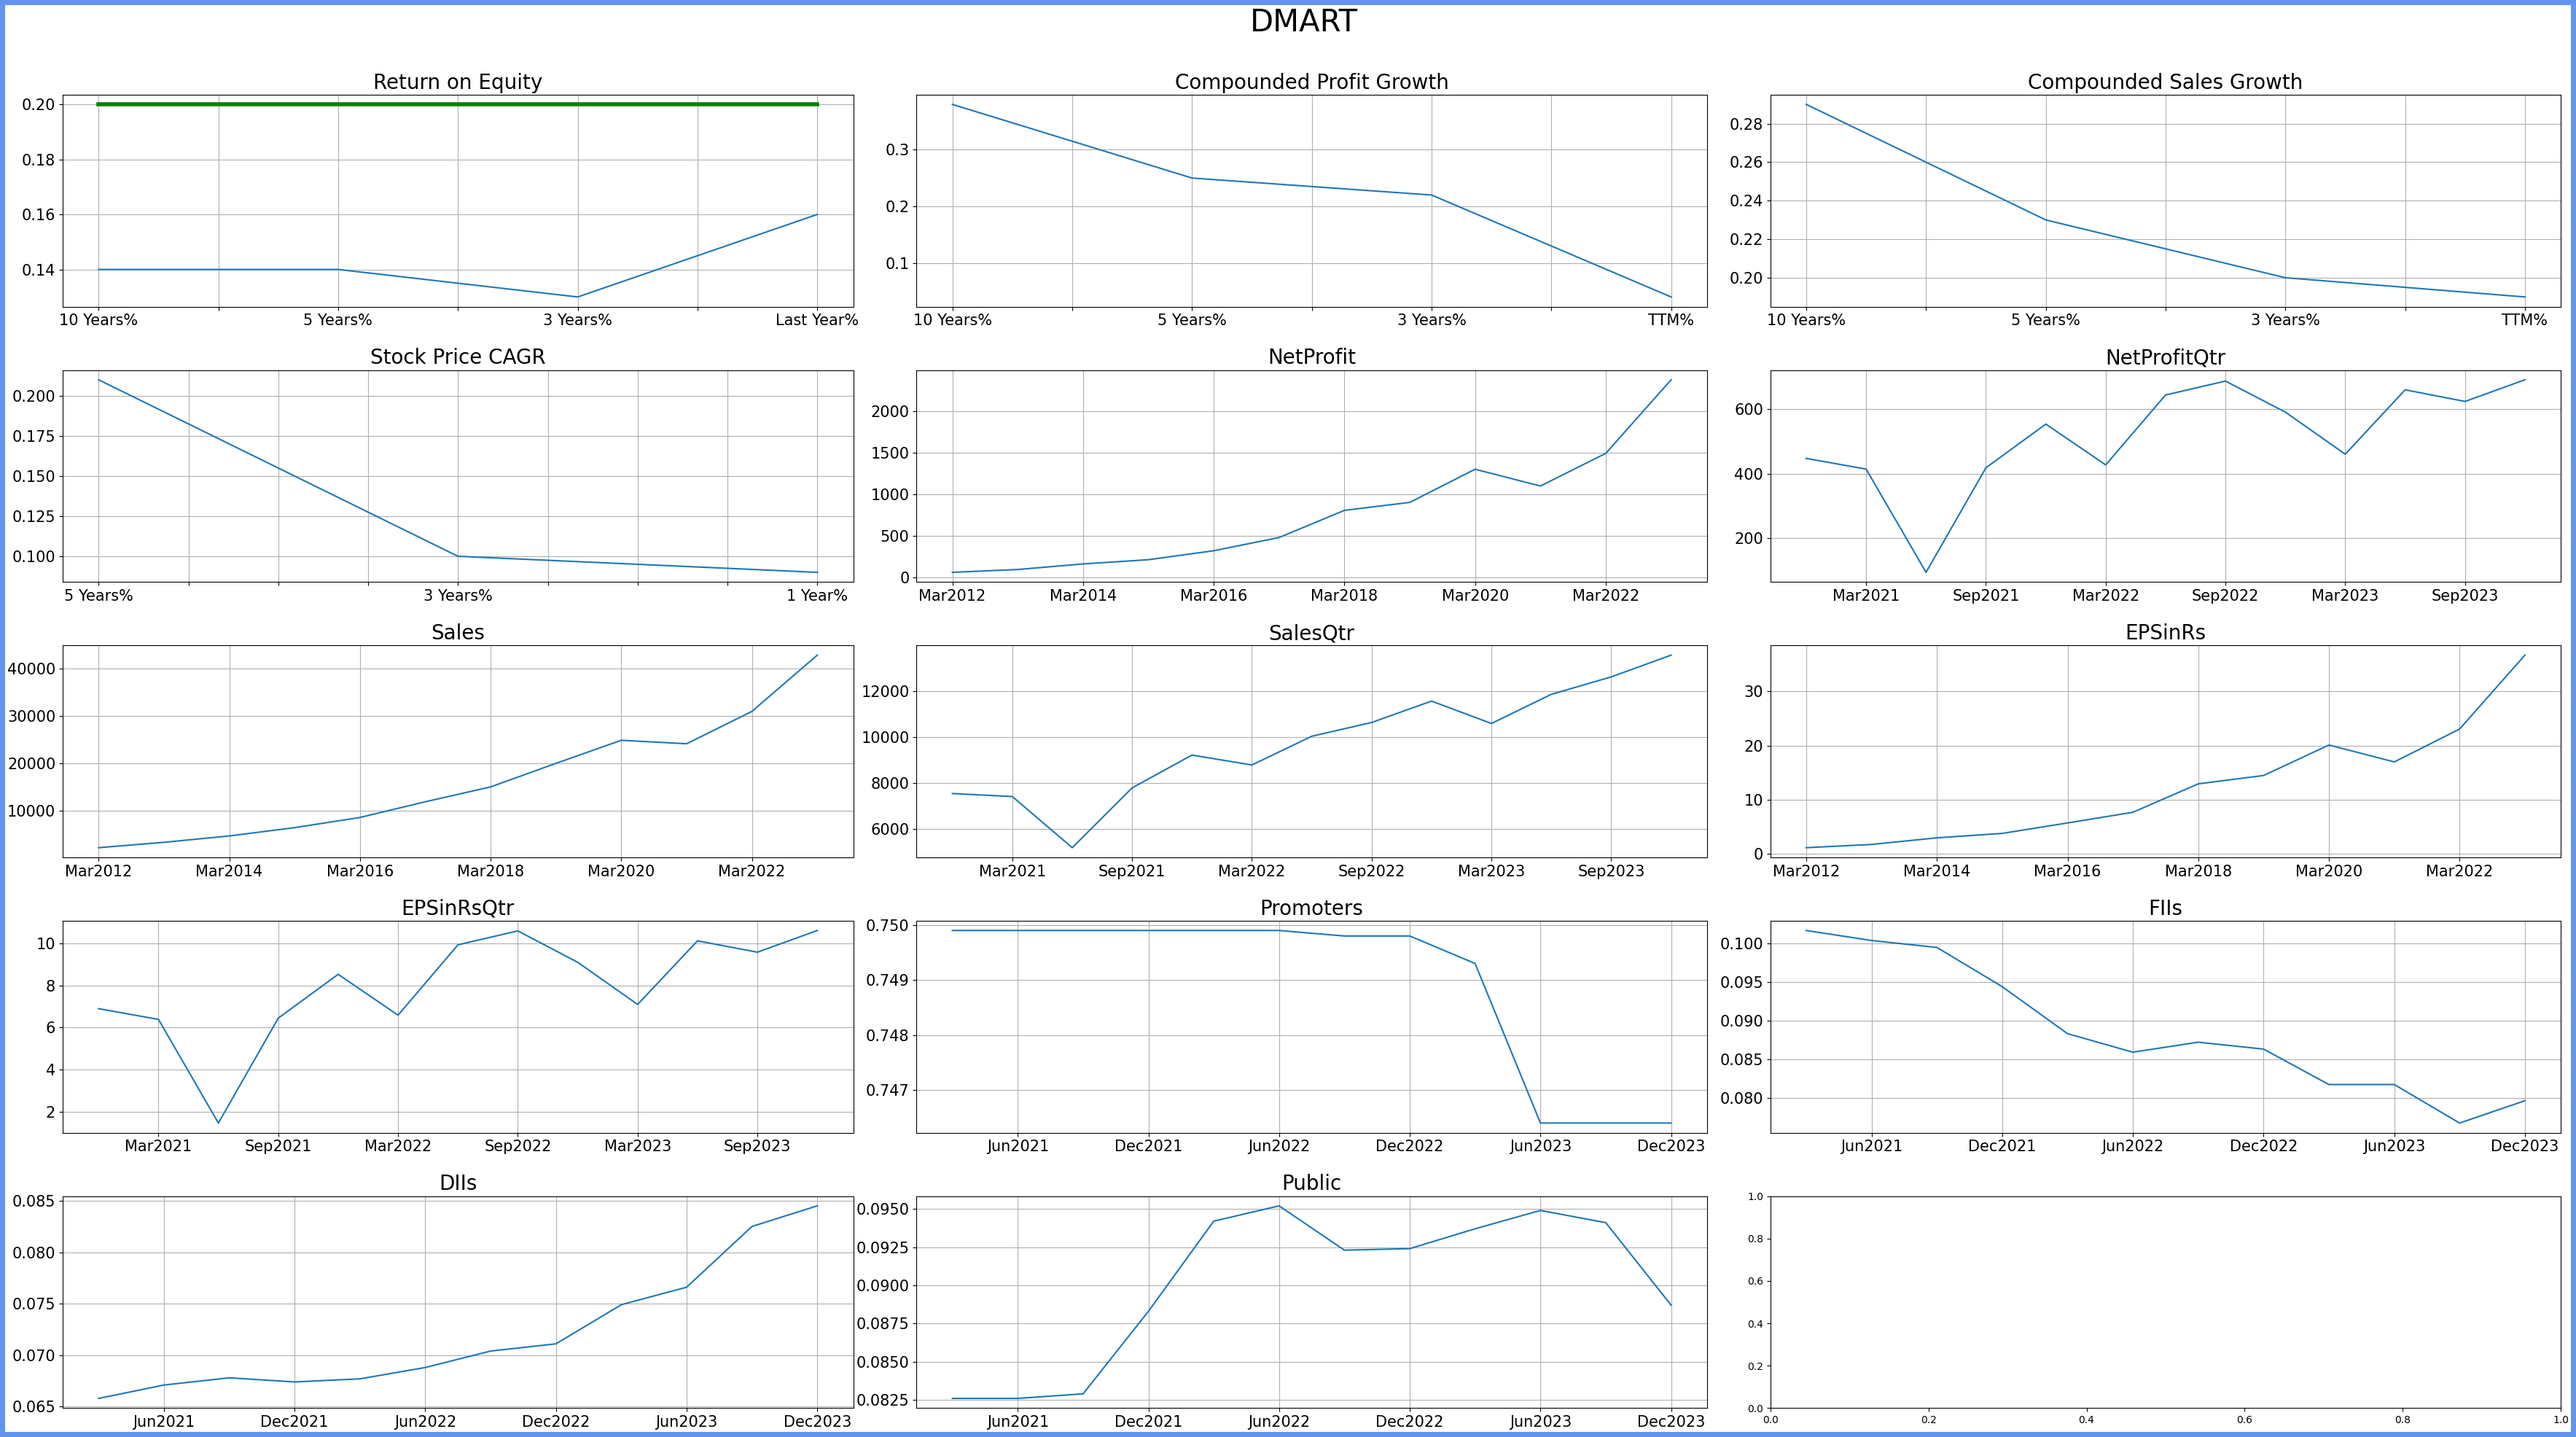 DMART
Return on Equity
0.20
0.18
0.16
0.14
10 Years% 5 Years% 3 Years% Last Year%
Compounded Profit Growth
0.3
0.2
0.1
10 Years% 5 Years% 3 Years% TTM%
Compounded Sales Growth
0.28
0.26
0.24
0.22
0.20
10 Years% 5 Years% 3 Years% TTM%
Stock Price CAGR
0.200
0.175
0.150
0.125
0.100
5 Years% 3 Years% 1 Year%
NetProfit
2000
1500
1000
500
0
Mar2012 Mar2014 Mar2016 Mar2018 Mar2020 Mar2022
NetProfitQtr
600
400
200
Mar2021 Sep2021 Mar2022 Sep2022 Mar2023 Sep2023
Sales
40000
30000
20000
10000
Mar2012 Mar2014 Mar2016 Mar2018 Mar2020 Mar2022
SalesQtr
12000
10000
8000
6000
Mar2021 Sep2021 Mar2022 Sep2022 Mar2023 Sep2023
EPSinRs
30
20
10
0
Mar2012 Mar2014 Mar2016 Mar2018 Mar2020 Mar2022
EPSinRsQtr
10
8
6
4
2
Mar2021 Sep2021 Mar2022 Sep2022 Mar2023 Sep2023
Promoters
0.750
0.749
0.748
0.747
Jun2021 Dec2021 Jun2022 Dec2022 Jun2023 Dec2023
FIIs
0.100
0.095
0.090
0.085
0.080
Jun2021 Dec2021 Jun2022 Dec2022 Jun2023 Dec2023
DIIs
0.085
0.080
0.075
0.070
0.065
Jun2021 Dec2021 Jun2022 Dec2022 Jun2023 Dec2023
Public
0.0950
0.0925
0.0900
0.0875
0.0850
0.0825
Jun2021 Dec2021 Jun2022 Dec2022 Jun2023 Dec2023
1.0
0.8
0.6
0.4
0.2
0.0
0.0 0.2 0.4 0.6 0.8 1.0